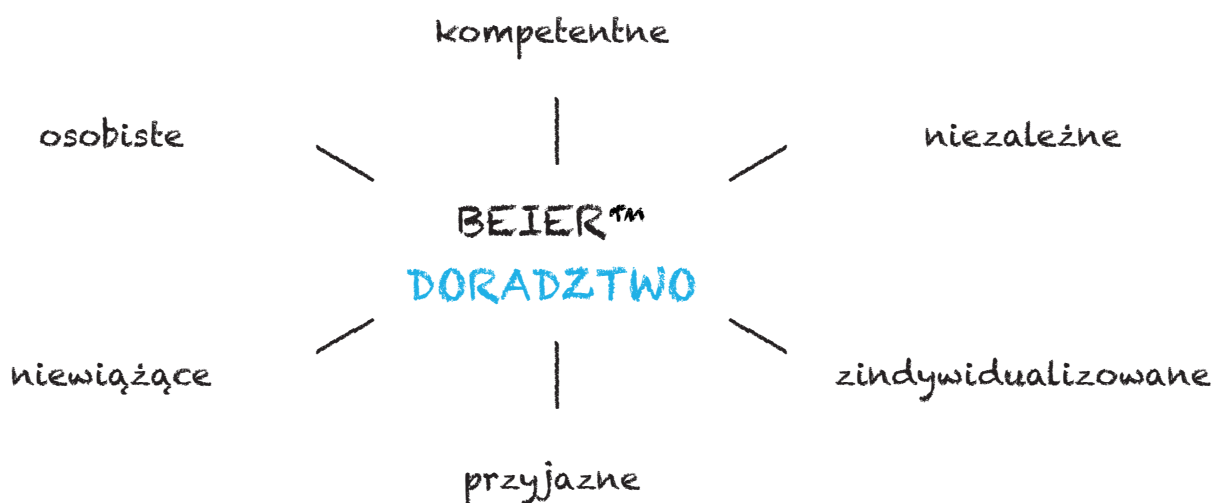 kompetentne
osobiste
niezależne
BEIER™
DORADZTWO
niewiążące
zindywidualizowane
przyjazne